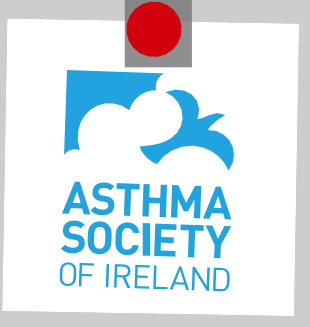 ASTHMA
SOCIETY
OF IRELAND